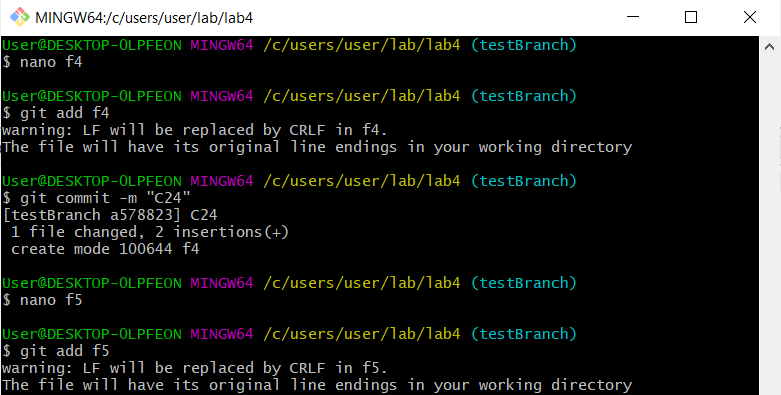 MINGW64:/c/users/user/lab/lab4
User@DESKTOP-OLPFEON MINGW64 /c/users/user/lab/lab4 (testBranch)
$ nano f4
User@DESKTOP-OLPFEON MINGW64 /c/users/user/lab/lab4 (testBranch)
$ git add f4
warning: LF will be replaced by CRLF in f4.
The file will have its original line endings in your working directory
User@DESKTOP-OLPFEON MINGW64 /c/users/user/lab/lab4 (testBranch)
$ git commit -m "C24"
[testBranch a578823] C24
1 file changed, 2 insertions(+)
create mode 100644 f4
User@DESKTOP-OLPFEON MINGW64 /c/users/user/lab/lab4 (testBranch)
$ nano f5
User@DESKTOP-OLPFEON MINGW64 /c/users/user/lab/lab4 (testBranch)
$ git add f5
warning: LF will be replaced by CRLF in f5.
The file will have its original line endings in your working directory